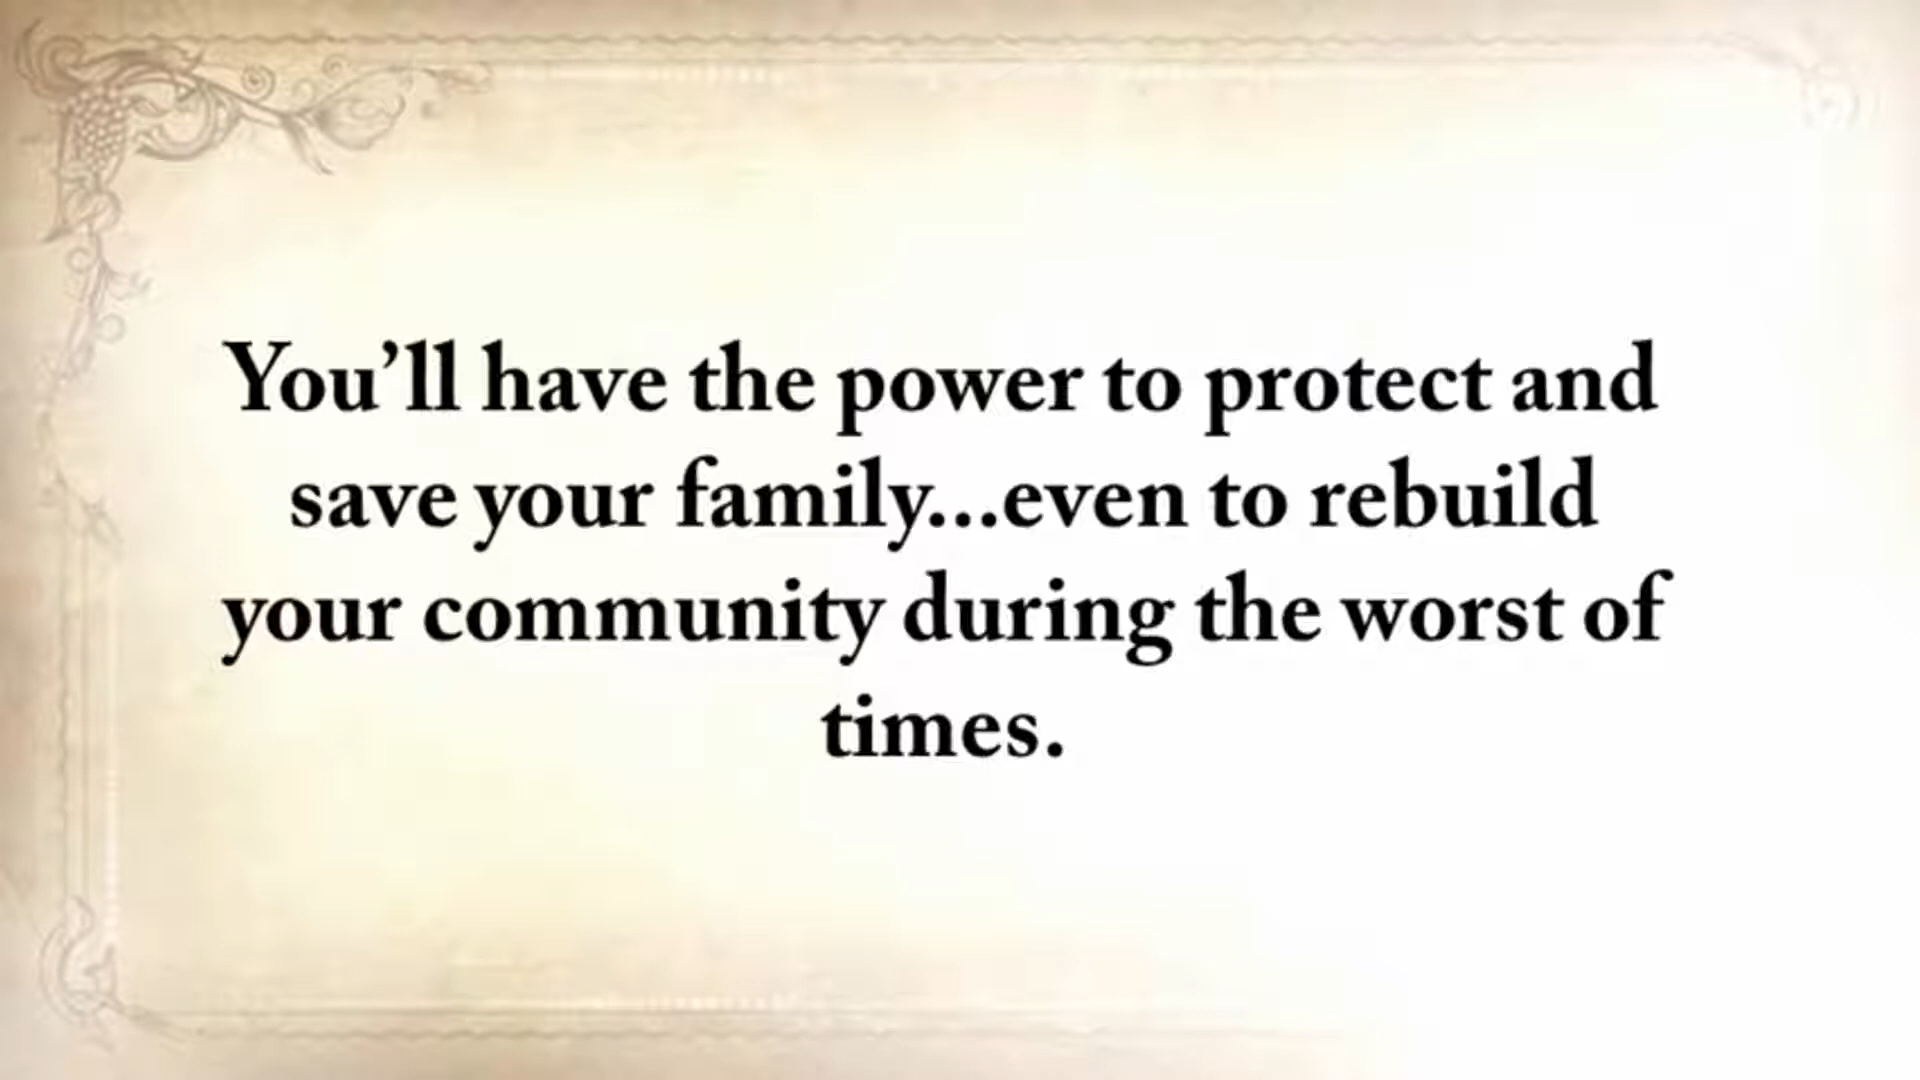 You’ll have the power to protect and
save your family...even to rebuild
your community during the worst of
times.